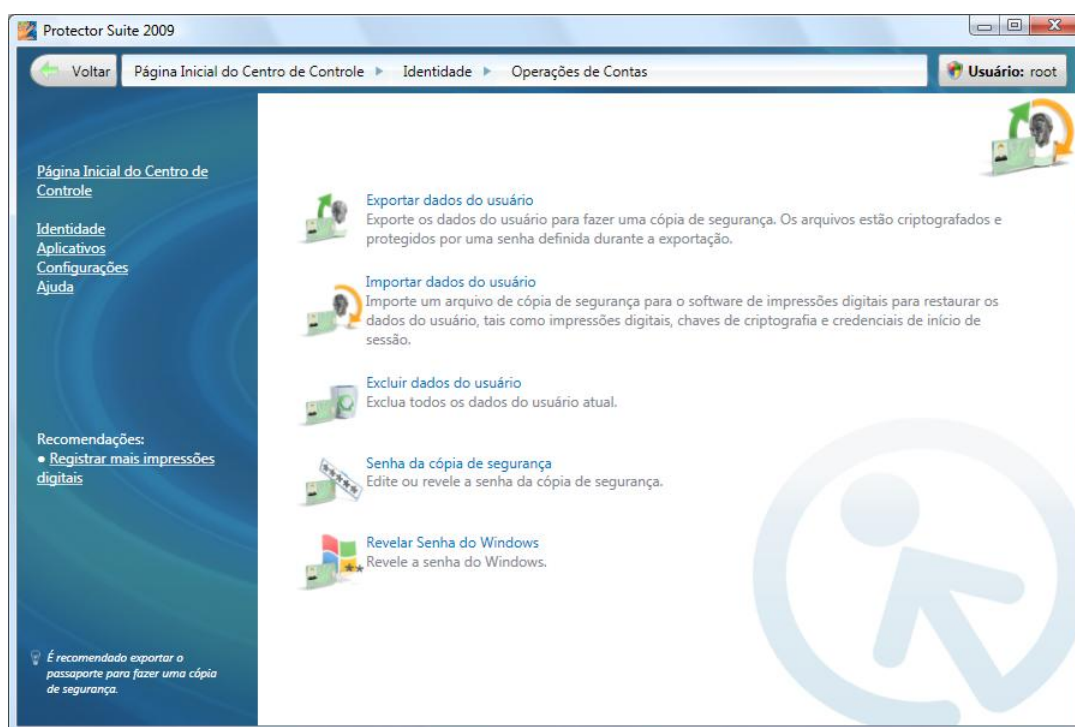 Protector Suite 2009
Voltar
Página Inicial do Centro de Controle
Identidade
Operações de Contas
Usuário: root
Página Inicial do Centro de
Controle
Identidade
Aplicativos
Configurações
Ajuda
Recomendações:
• Registrar mais impressões
digitais
É recomendado exportar o
passaporte para fazer uma cópia
de segurança.
Exportar dados do usuário
Exporte os dados do usuário para fazer uma cópia de segurança. Os arquivos estão criptografados e
protegidos por uma senha definida durante a exportação.
Importar dados do usuário
Importe um arquivo de cópia de segurança para o software de impressões digitais para restaurar os
dados do usuário, tais como impressões digitais, chaves de criptografia e credenciais de início de
sessão.
Excluir dados do usuário
Exclua todos os dados do usuário atual.
Senha da cópia de segurança
Edite ou revele a senha da cópia de segurança.
Revelar Senha do Windows
Revele a senha do Windows.